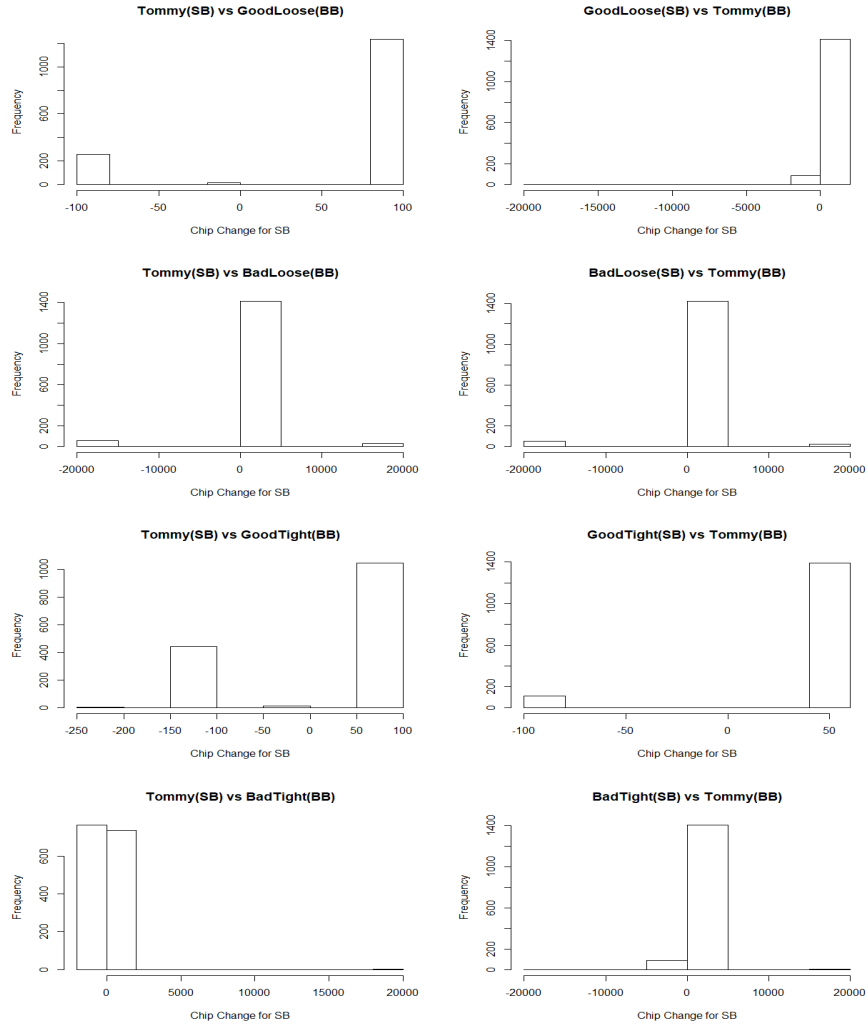 Tommy(SB) vs GoodLoose(BB)
Frequency
0 200 600 1000
-100 -50 0 50 100
Chip Change for SB
GoodLoose(SB) vs Tommy(BB)
Frequency
0 200 600 1000 1400
-20000 -15000 -10000 -5000 0
Chip Change for SB
Tommy(SB) vs BadLoose(BB)
Frequency
0 200 600 1000 1400
-20000 -10000 0 10000 20000
Chip Change for SB
BadLoose(SB) vs Tommy(BB)
Frequency
0 200 600 1000 1400
-20000 -10000 0 10000 20000
Chip Change for SB
Tommy(SB) vs GoodTight(BB)
Frequency
0 200 400 600 800 1000
-250 -200 -150 -100 -50 0 50 100
Chip Change for SB
GoodTight(SB) vs Tommy(BB)
Frequency
0 200 600 1000 1400
-100 -50 0 50
Chip Change for SB
Tommy(SB) vs BadTight(BB)
Frequency
0 200 400 600
0 5000 10000 15000 20000
Chip Change for SB
BadTight(SB) vs Tommy(BB)
Frequency
0 200 600 1000 1400
-20000 -10000 0 10000 20000
Chip Change for SB